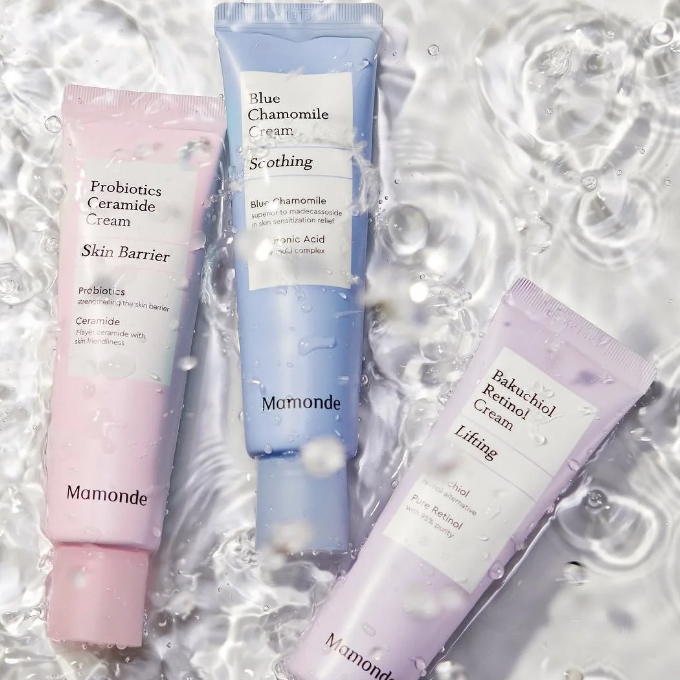 Probiotics
Ceramide
Cream
Skin Barrier
Probiotics
strengthening the skin barrier
Ceramide
ceramide with
skin friendliness
Mamonde
Blue
Chamomile
Cream
Soothing
Blue Chamomile
superior to madecassoside
in skin sensitization relief
Acid
complex
Mamonde
Bakuchiol
Retinol
Cream
Lifting
alternative
Pure Retinol
with 95% purity
Mamonde